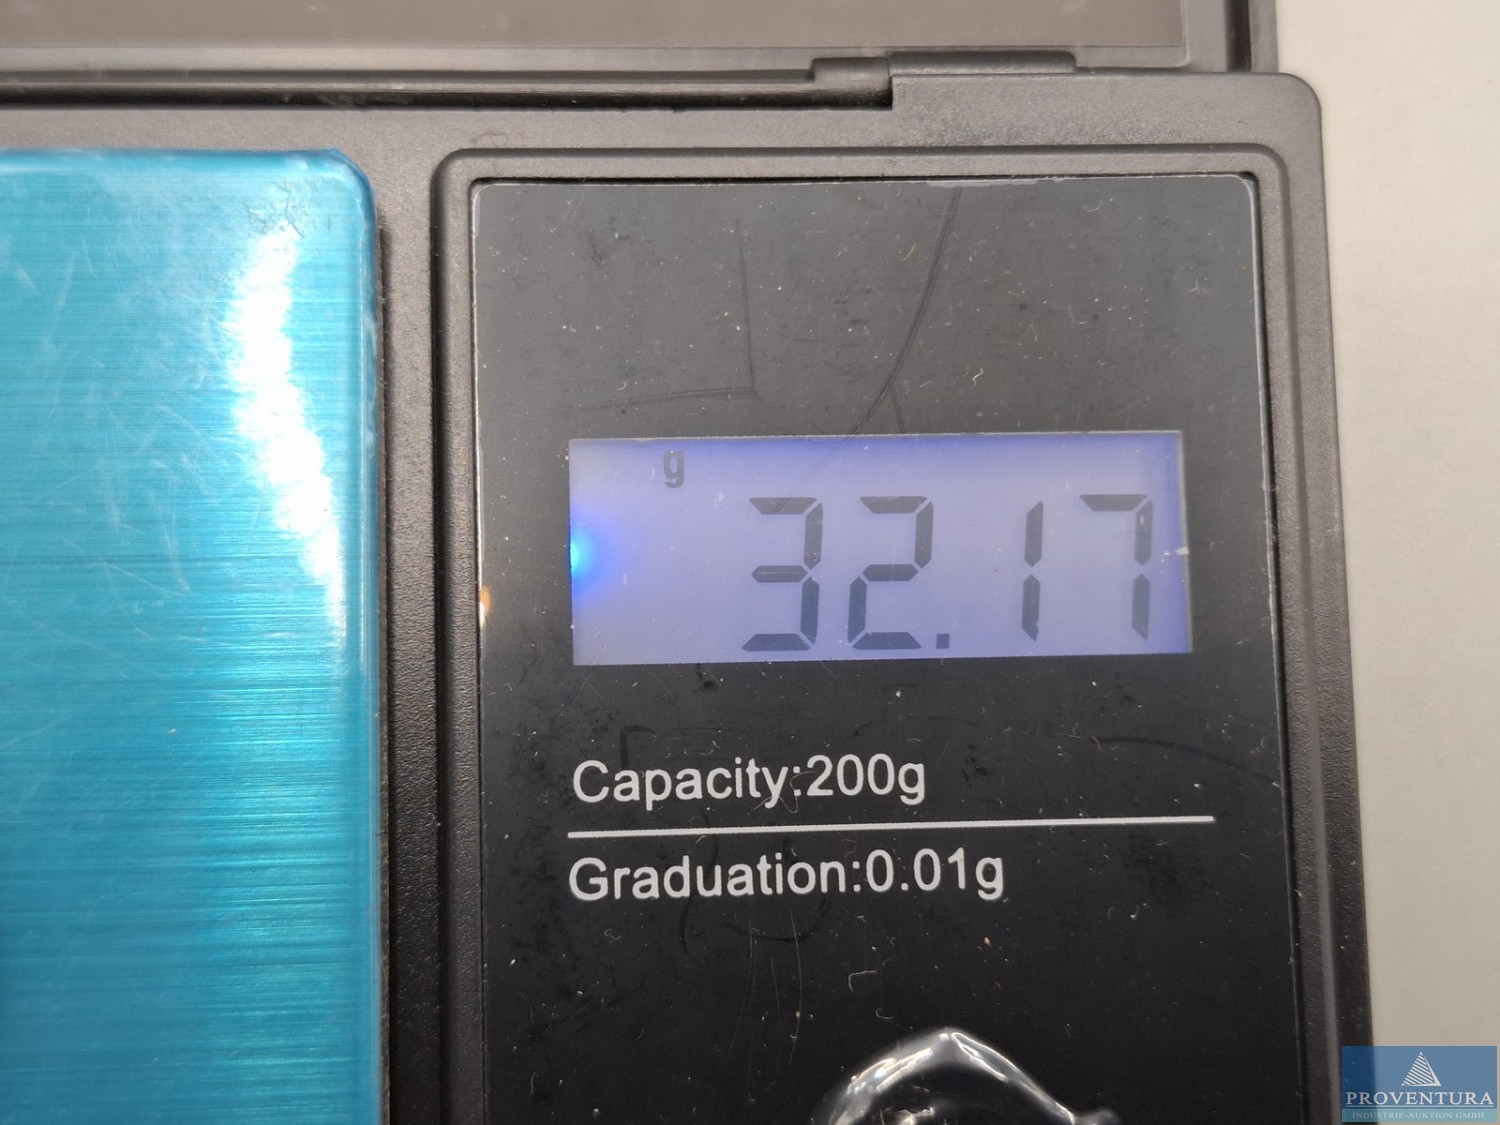 g
32.17
Capacity:200g
Graduation:0.01g
PROVENTURA
INDUSTRIE-AUKTION GMBH